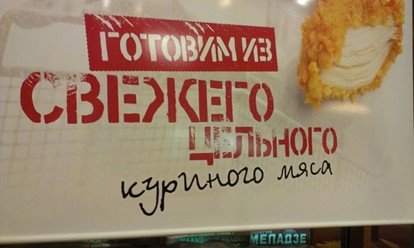 ГОТОВИМ ИЗ
СВЕЖЕГО
ЦЕЛЬНОГО
куриного мяса
МЕЛАДЗЕ